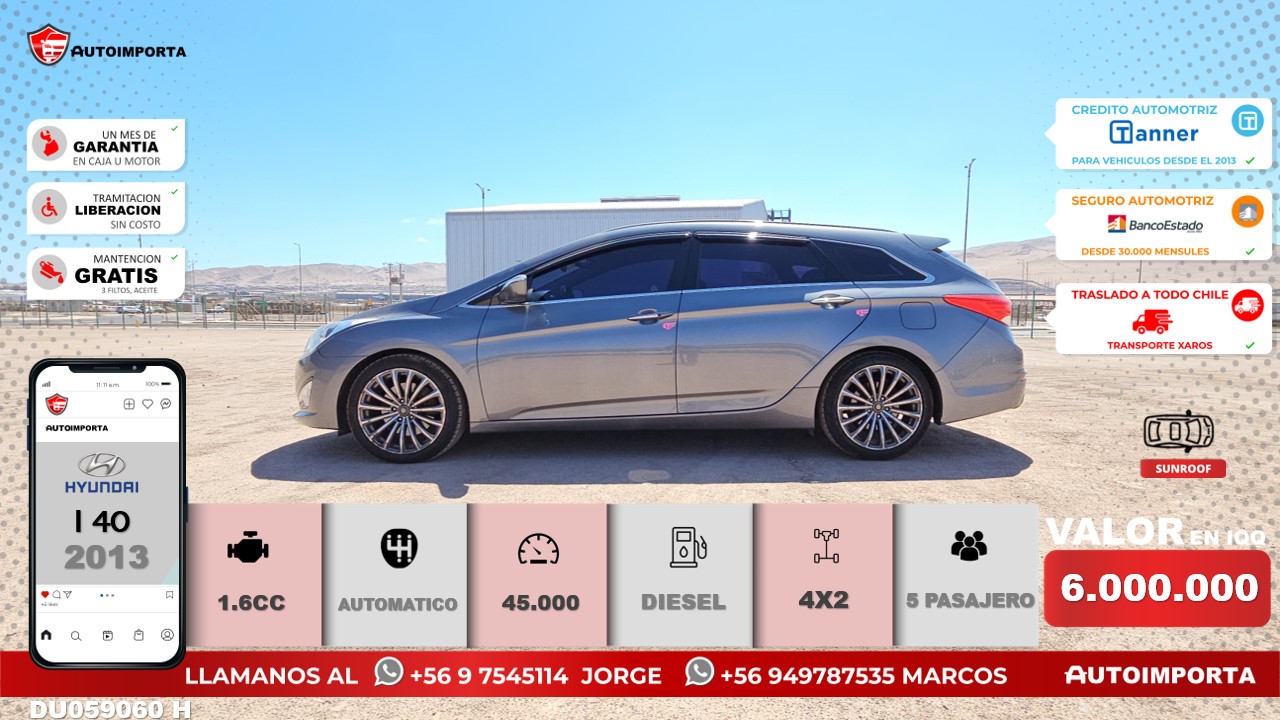 AUTOIMPORTA
UN MES DE
GARANTIA
EN CAJA U MOTOR
TRAMITACION
LIBERACION
SIN COSTO
MANTENCION
GRATIS
3 FILTOS, ACEITE
CREDITO AUTOMOTRIZ
Tanner
PARA VEHICULOS DESDE EL 2013
SEGURO AUTOMOTRIZ
BancoEstado
DESDE 30.000 MENSULES
TRASLADO A TODO CHILE
TRANSPORTE XAROS
SUNROOF
11:11 a.m. 100%
AUTOIMPORTA
HYUNDAI
I 40
2013
1.6CC
AUTOMATICO
45.000
DIESEL
4X2
5 PASAJERO
VALOR EN IQQ
6.000.000
LLAMANOS AL +56 9 7545114 JORGE +56 949787535 MARCOS
AUTOIMPORTA
DU059060 H